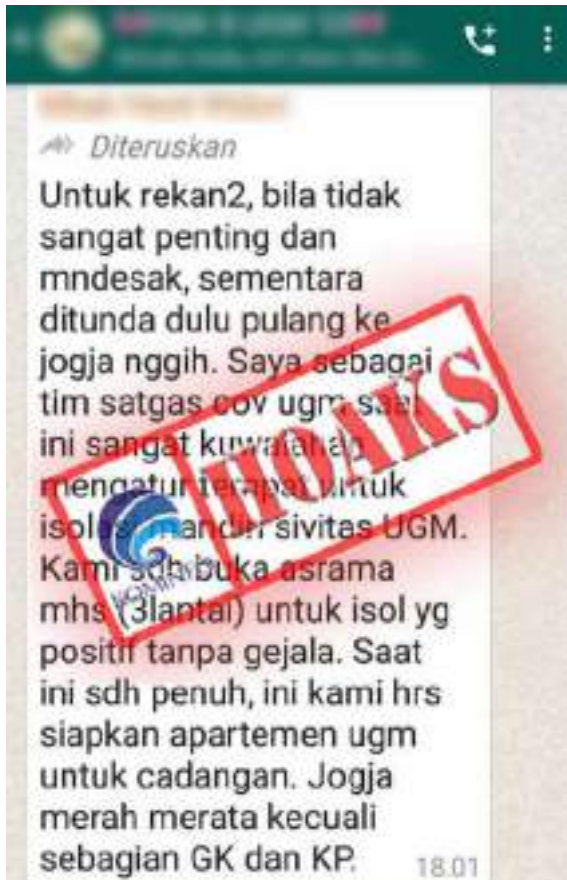 Diteruskan
Untuk rekan2, bila tidak
sangat penting dan
mndesak, sementara
ditunda dulu pulang ke
jogja nggih. Saya sebagai
tim satgas cov ugm saat
ini sangat kuwalahan
mengatur tempat untuk
isolasi mandiri sivitas UGM.
Kami sdh buka asrama
mhs (3lantai) untuk isol yg
positif tanpa gejala. Saat
ini sdh penuh, ini kami hrs
siapkan apartemen ugm
untuk cadangan. Jogja
merah merata kecuali
sebagian GK dan KP.
18.01
HOAKS
KOMINFO